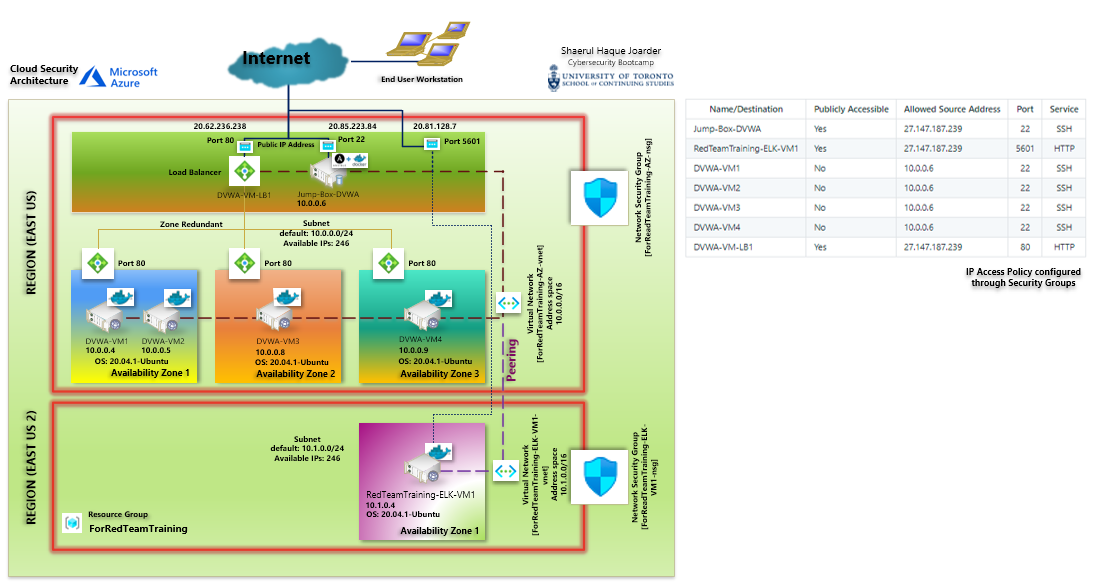 Cloud Security
Architecture
Microsoft
Azure
Internet
End User Workstation
Shaerul Haque Joarder
Cybersecurity Bootcamp
UNIVERSITY OF TORONTO
SCHOOL OF CONTINUING STUDIES
20.62.236.238
20.85.223.84
20.81.128.7
Port 80
Public IP Address
Port 22
Port 5601
Load Balancer
DVWA-VM-LB1
Jump-Box-DVWA
10.0.0.6
Zone Redundant
Subnet
default: 10.0.0.0/24
Available IPs: 246
Port 80
Port 80
Port 80
DVWA-VM1
10.0.0.4
DVWA-VM2
10.0.0.5
OS: 20.04.1-Ubuntu
Availability Zone 1
DVWA-VM3
10.0.0.8
OS: 20.04.1-Ubuntu
Availability Zone 2
DVWA-VM4
10.0.0.9
OS: 20.04.1-Ubuntu
Availability Zone 3
REGION (EAST US)
Virtual Network
[ForRedTeamTraining-AZ-vnet]
Address space
10.0.0.0/16
Network Security Group
[ForReadTeamTraining-AZ-nsg]
Peering
REGION (EAST US 2)
Subnet
default: 10.1.0.0/24
Available IPs: 246
RedTeamTraining-ELK-VM1
10.1.0.4
OS: 20.04.1-Ubuntu
Availability Zone 1
Virtual Network
[ForReadTeamTraining-ELK-VM1-
vnet]
Address space
10.1.0.0/16
Network Security Group
[ForReadTeamTraining-ELK-
VM1-nsg]
Resource Group
ForRedTeamTraining
Name/Destination Publicly Accessible Allowed Source Address Port Service
Jump-Box-DVWA Yes 27.147.187.239 22 SSH
RedTeamTraining-ELK-VM1 Yes 27.147.187.239 5601 HTTP
DVWA-VM1 No 10.0.0.6 22 SSH
DVWA-VM2 No 10.0.0.6 22 SSH
DVWA-VM3 No 10.0.0.6 22 SSH
DVWA-VM4 No 10.0.0.6 22 SSH
DVWA-VM-LB1 Yes 27.147.187.239 80 HTTP
IP Access Policy configured
through Security Groups